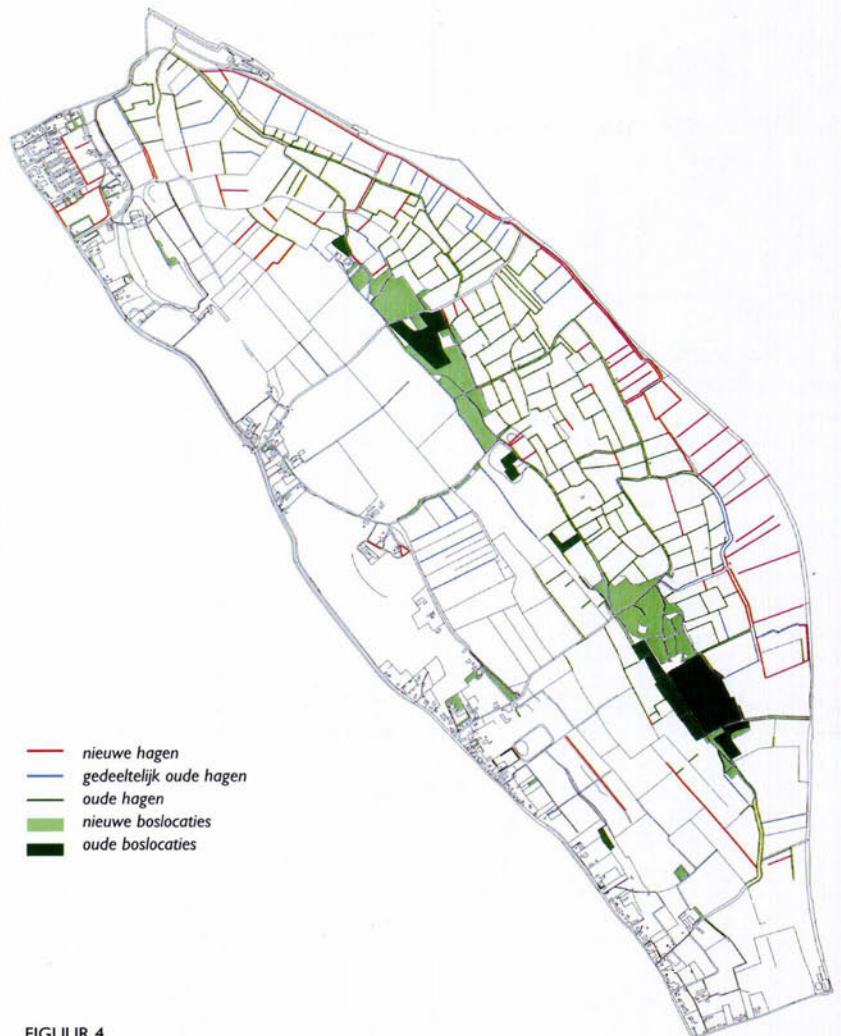 nieuwe hagen
gedeeltelijk oude hagen
oude hagen
nieuwe boslocaties
oude boslocaties
FIGUUR 4